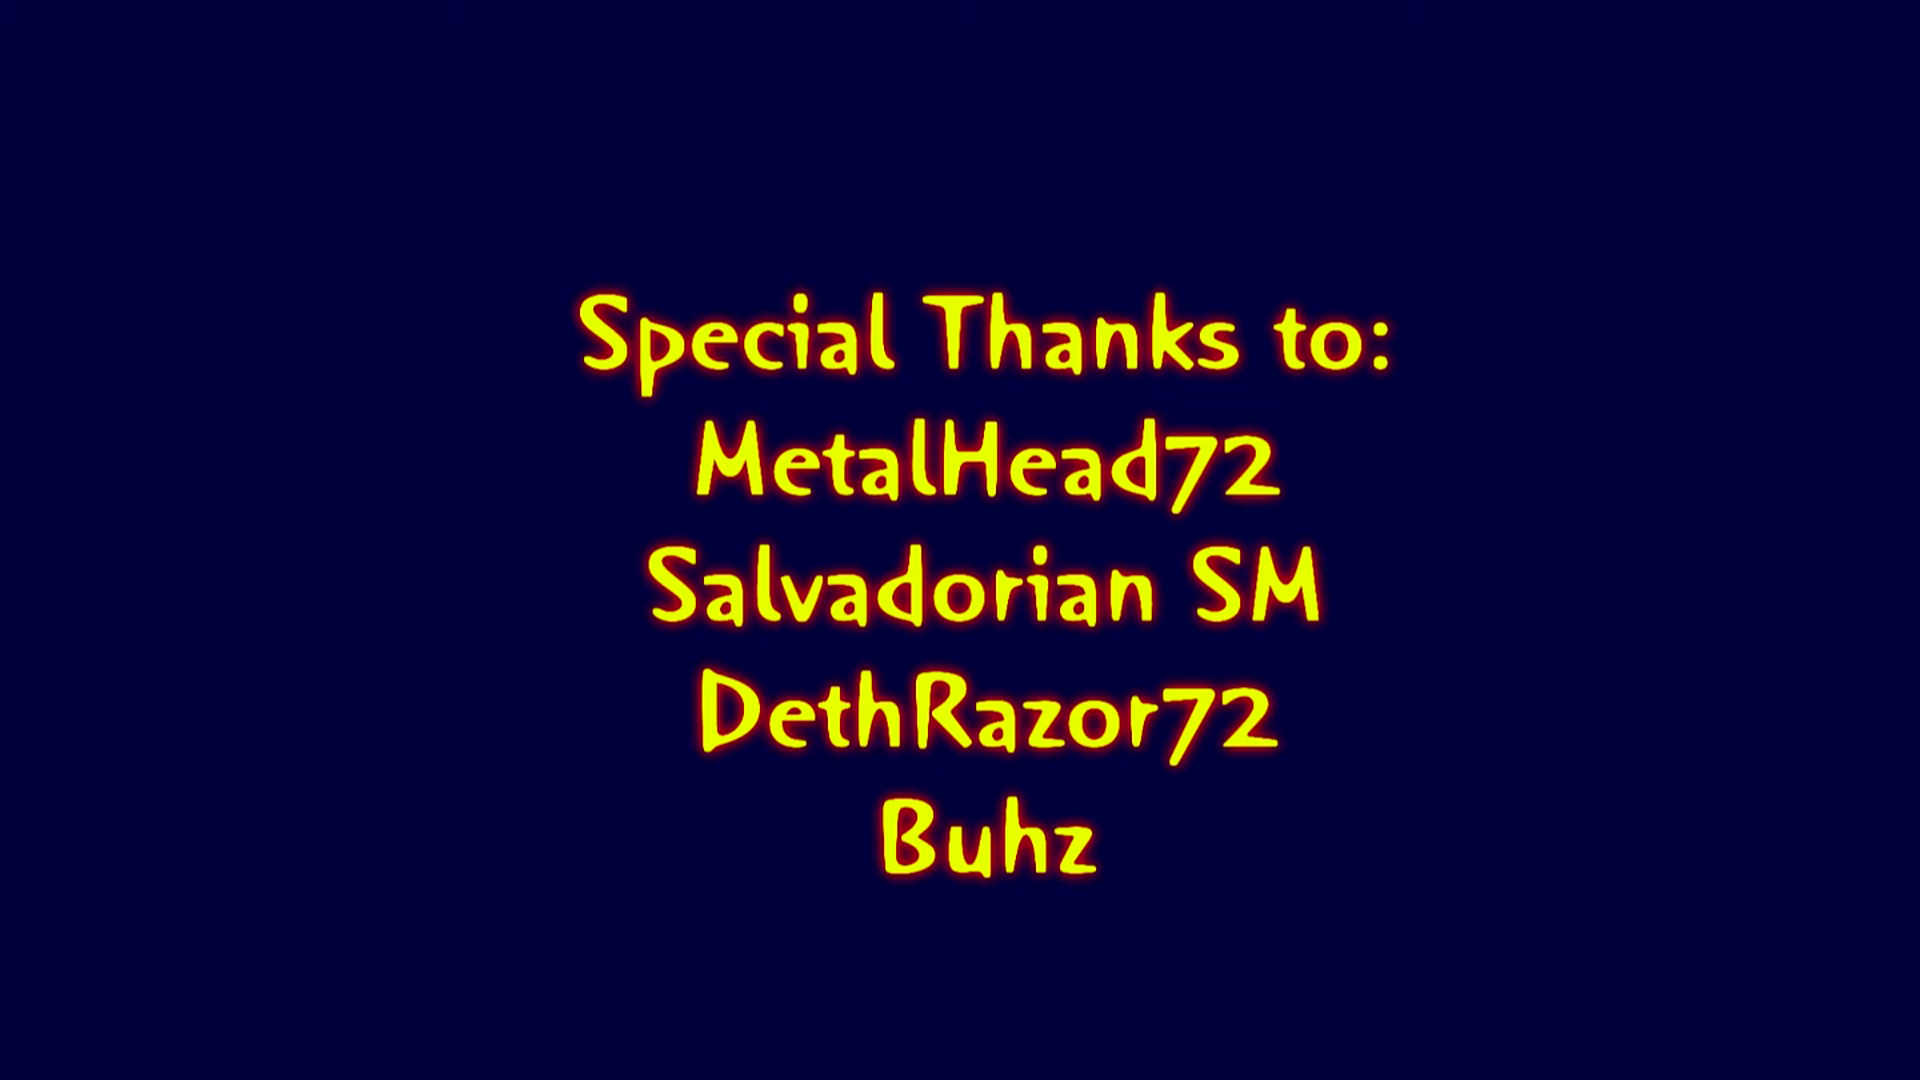 Special Thanks to:
MetalHead72
Salvadorian SM
DethRazor72
Buhz